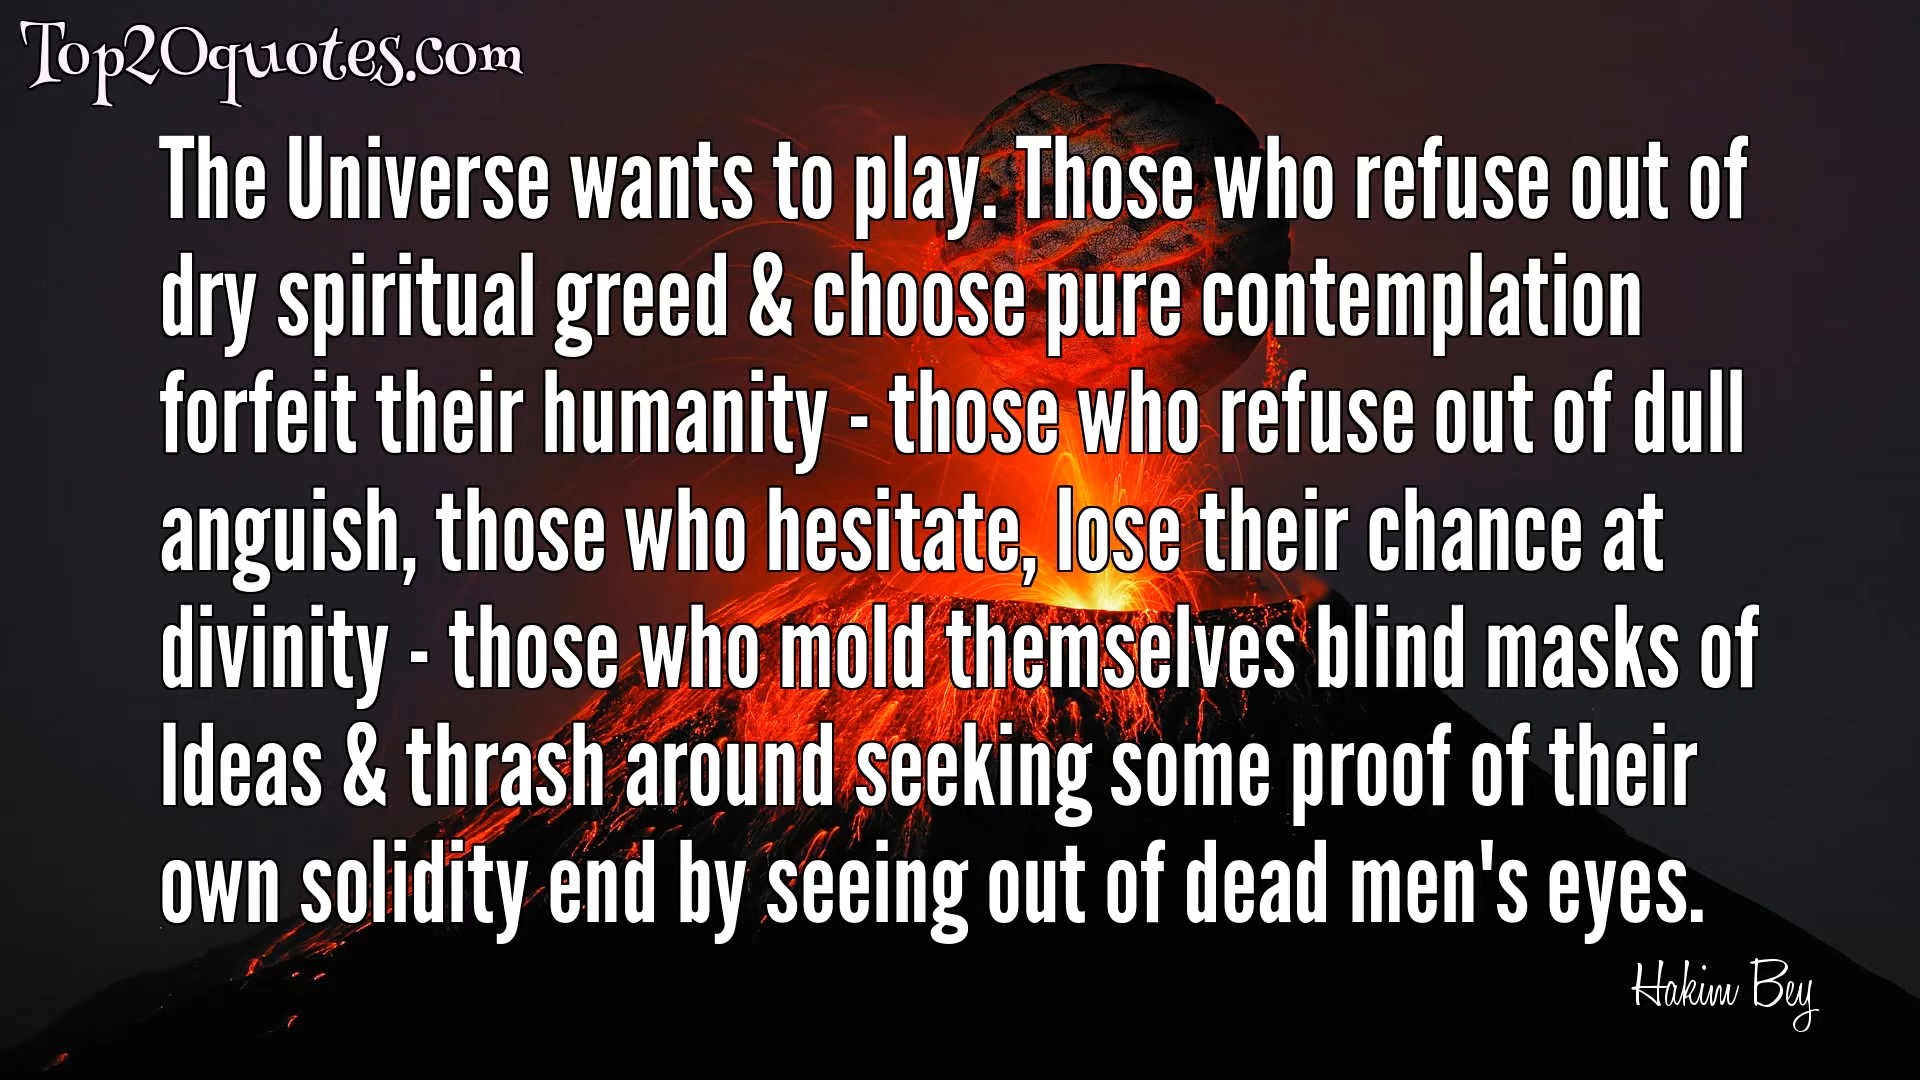 Top20quotes.com
The Universe wants to play. Those who refuse out of
dry spiritual greed & choose pure contemplation
forfeit their humanity - those who refuse out of dull
anguish, those who hesitate, lose their chance at
divinity - those who mold themselves blind masks of
Ideas & thrash around seeking some proof of their
own solidity end by seeing out of dead men's eyes.
Hakim Bey